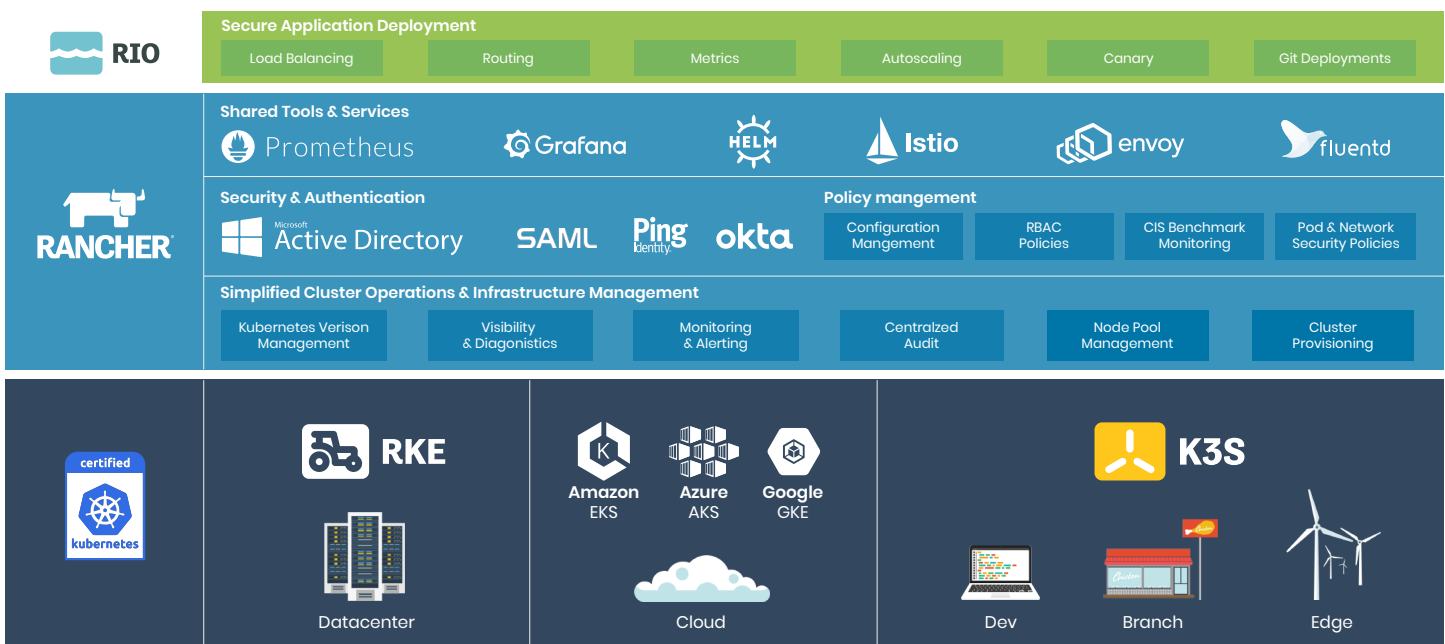 RIO
Secure Application Deployment
Load Balancing
Routing
Metrics
Autoscaling
Canary
Git Deployments
RANCHER
Shared Tools & Services
Prometheus
Grafana
HELM
Istio
envoy
fluentd
Security & Authentication
Microsoft
Active Directory
SAML
Ping
Identity
okta
Policy mangement
Configuration
Mangement
RBAC
Policies
CIS Benchmark
Monitoring
Pod & Network
Security Policies
Simplified Cluster Operations & Infrastructure Management
Kubernetes Verison
Management
Visibility
& Diagonistics
Monitoring
& Alerting
Centralzed
Audit
Node Pool
Management
Cluster
Provisioning
certified
kubernetes
RKE
Datacenter
K
Amazon
EKS
Azure
AKS
Google
GKE
Cloud
K3S
Chicken
Dev
Branch
Edge